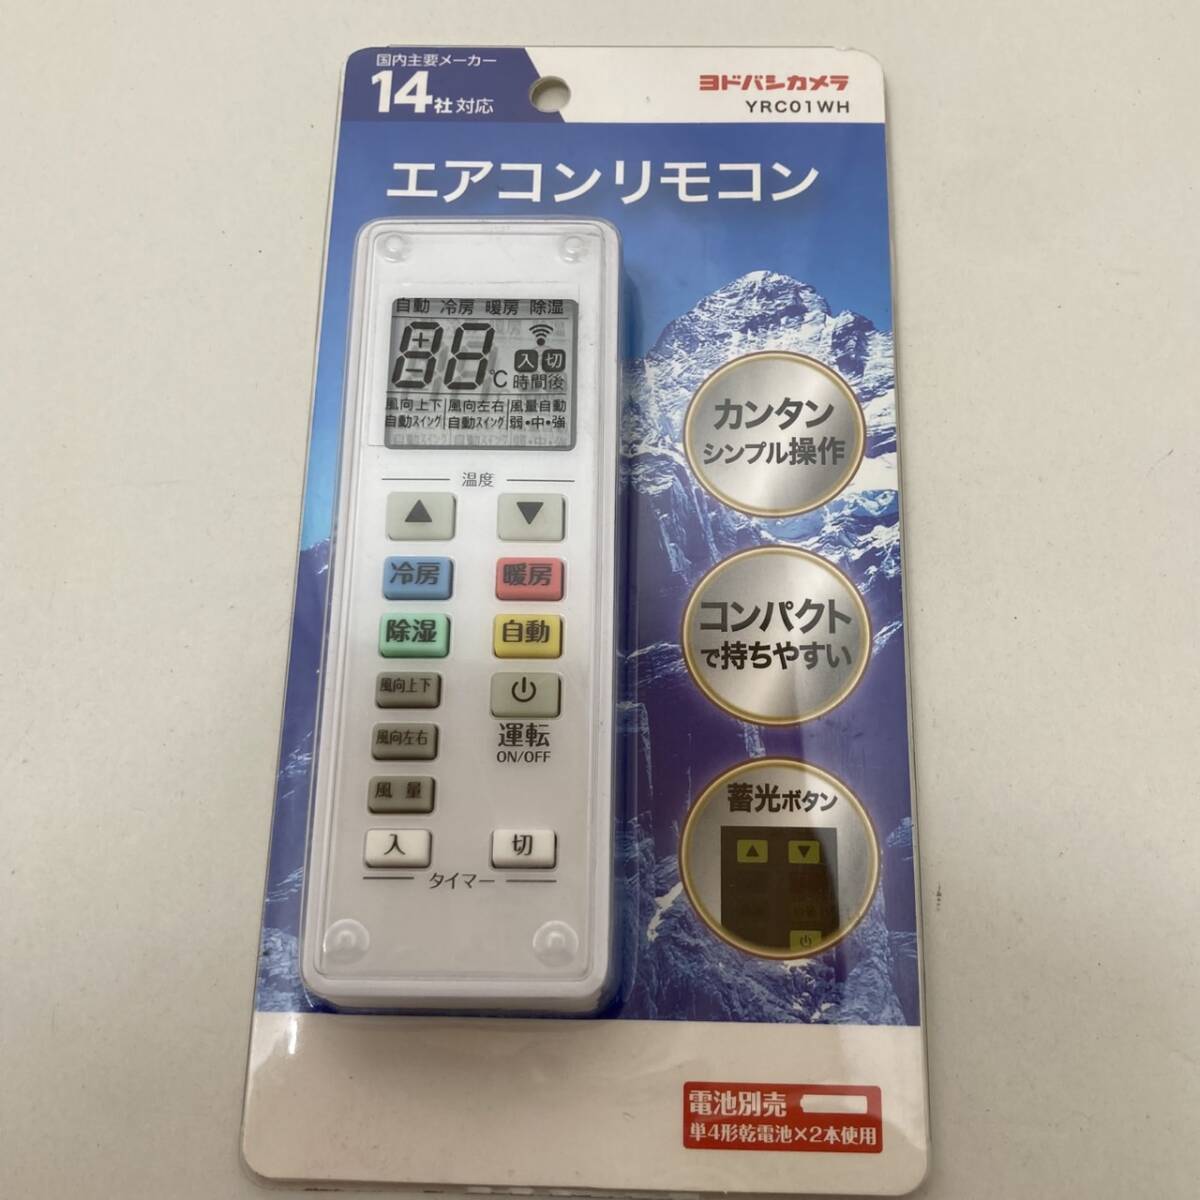 国内主要メーカー
14社対応
ヨドバシカメラ
YRC01WH
エアコンリモコン
自動 冷房 暖房 除湿
88℃
入 切
時間後
風向上下 風向左右 風量自動
自動スイング 自動スイング 弱・中・強
温度
▲ ▼
冷房 暖房
除湿 自動
風向上下
風向左右
運転
ON/OFF
風量
入 切
タイマー
カンタン
シンプル操作
コンパクト
で持ちやすい
蓄光ボタン
▲ ▼
電池別売
単4形乾電池×2本使用